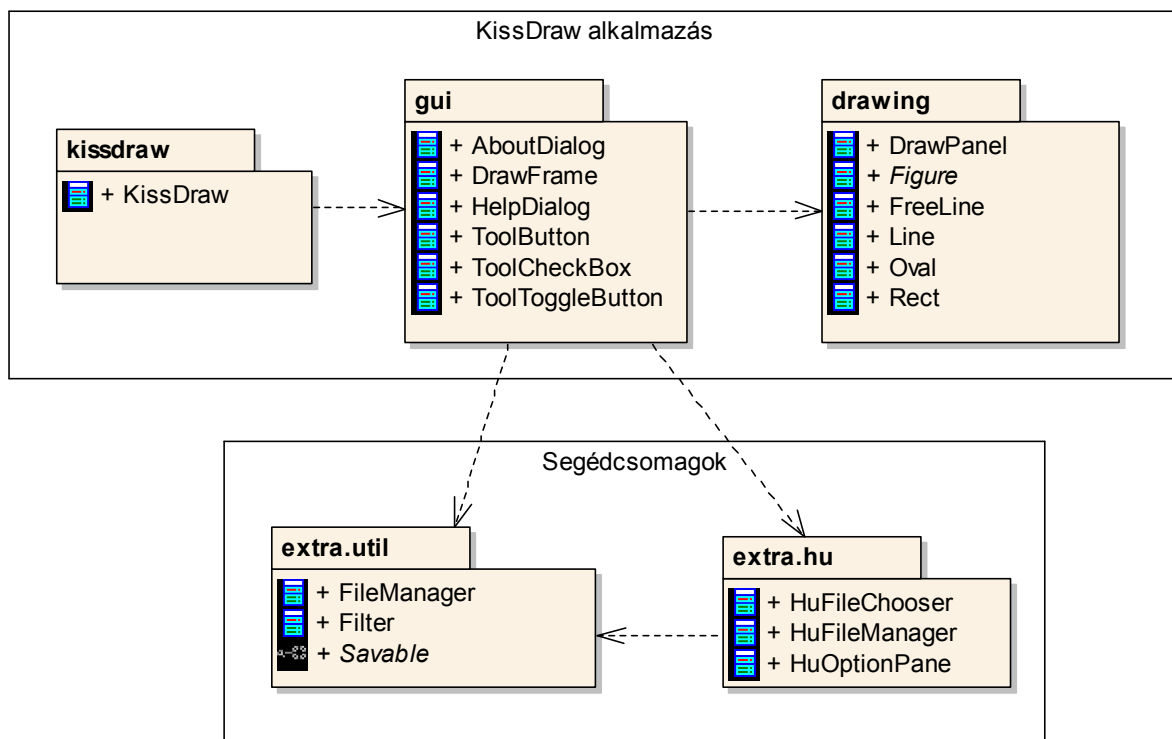 KissDraw alkalmazás
kissdraw
+ KissDraw
gui
+ AboutDialog
+ DrawFrame
+ HelpDialog
+ ToolButton
+ ToolCheckBox
+ ToolToggleButton
drawing
+ DrawPanel
+ Figure
+ FreeLine
+ Line
+ Oval
+ Rect
Segédcsomagok
extra.util
+ FileManager
+ Filter
+ Savable
extra.hu
+ HuFileChooser
+ HuFileManager
+ HuOptionPane